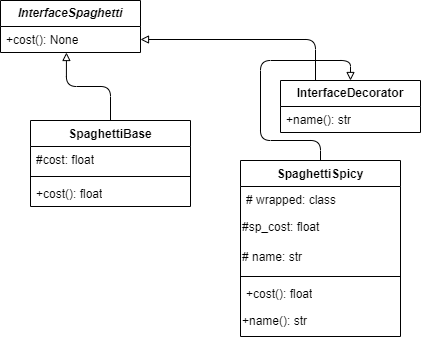 InterfaceSpaghetti
+cost(): None
InterfaceDecorator
+name(): str
SpaghettiBase
#cost: float
+cost(): float
SpaghettiSpicy
# wrapped: class
#sp_cost: float
# name: str
+cost(): float
+name(): str